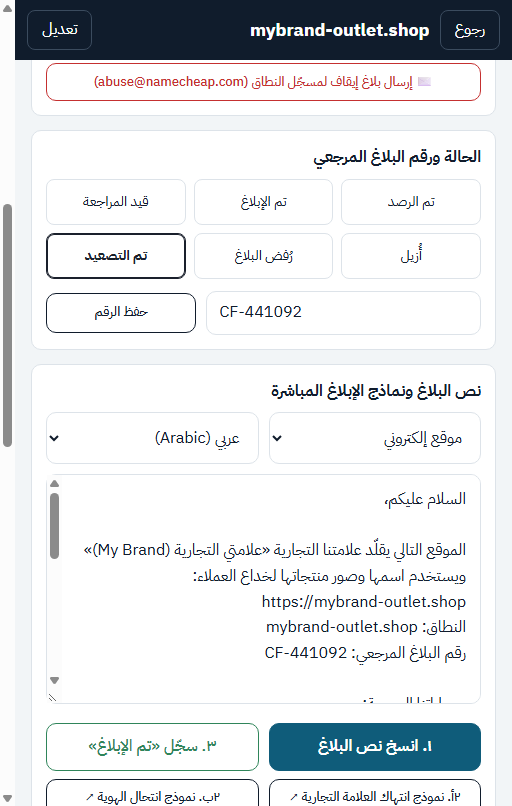 رجوع
mybrand-outlet.shop
تعديل
إرسال بلاغ إيقاف لمسجّل النطاق (abuse@namecheap.com)
الحالة ورقم البلاغ المرجعي
تم الرصد
تم الإبلاغ
قيد المراجعة
أُزيل
رُفض البلاغ
تم التصعيد
CF-441092
حفظ الرقم
نص البلاغ ونماذج الإبلاغ المباشرة
موقع إلكتروني
عربي (Arabic)
السلام عليكم،
الموقع التالي يقلّد علامتنا التجارية «علامتي التجارية (My Brand)»
ويستخدم اسمها وصور منتجاتها لخداع العملاء:
https://mybrand-outlet.shop
النطاق: mybrand-outlet.shop
رقم البلاغ المرجعي: CF-441092
١. انسخ نص البلاغ
٣. سجّل «تم الإبلاغ»
٢أ. نموذج انتهاك العلامة التجارية ↗
٢ب. نموذج انتحال الهوية ↗